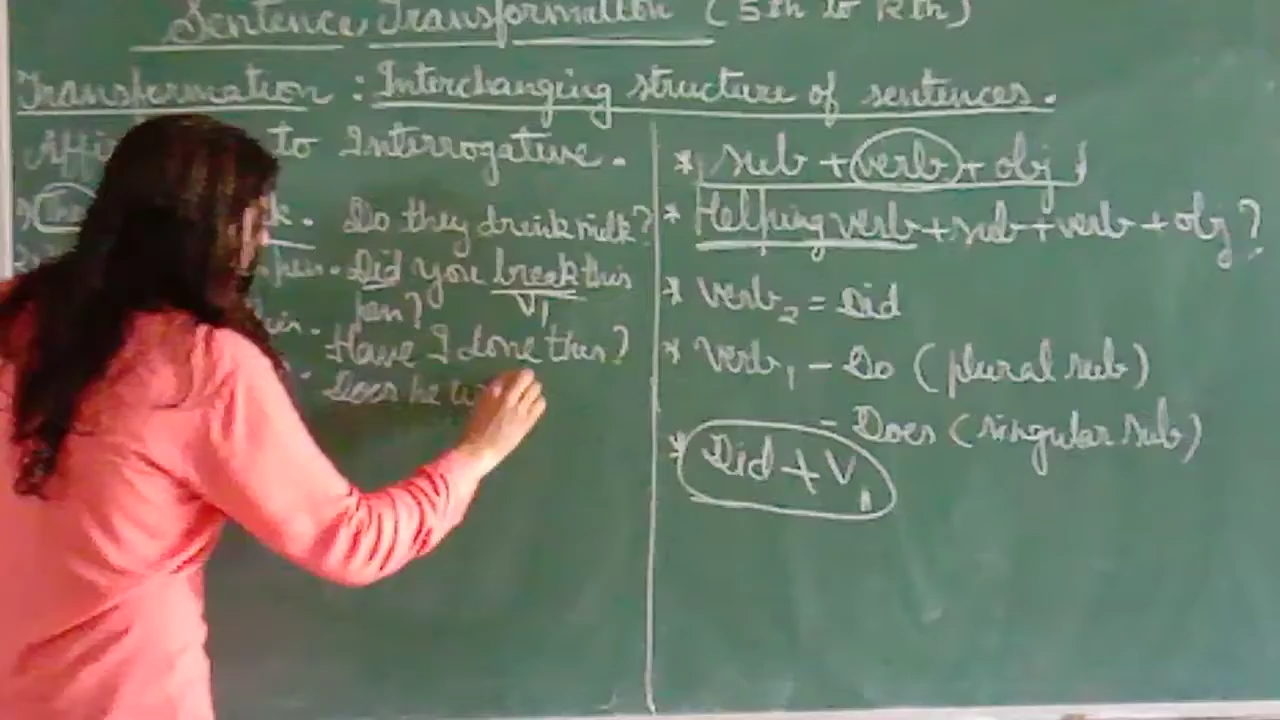 Sentence Transformation (5th to 12th)
Transformation : Interchanging structure of sentences.
to Interrogative.
Do they drink milk?
Did you break this
V1
pen?
Have I done this?
Does he
* sub + verb + obj
* Helping verb + sub + verb + obj?
* Verb2 = Did
* Verb1 - Do (plural sub)
- Does (singular sub)
* Did + V1